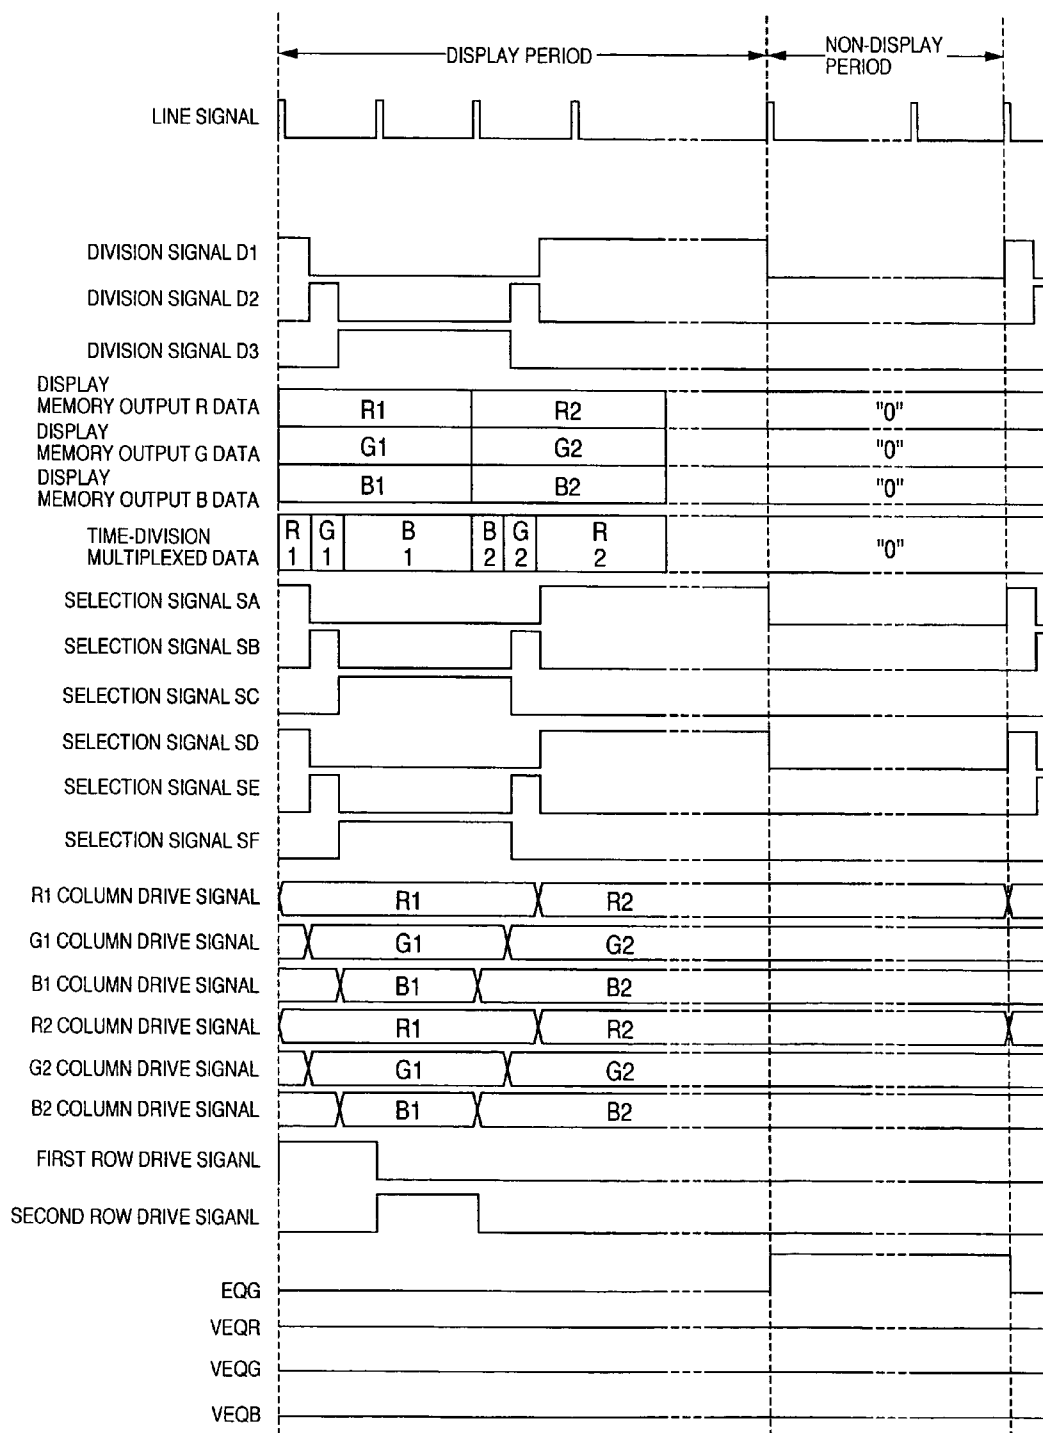 DISPLAY PERIOD
NON-DISPLAY
PERIOD
LINE SIGNAL
DIVISION SIGNAL D1
DIVISION SIGNAL D2
DIVISION SIGNAL D3
DISPLAY
MEMORY OUTPUT R DATA
R1 R2 "0"
DISPLAY
MEMORY OUTPUT G DATA
G1 G2 "0"
DISPLAY
MEMORY OUTPUT B DATA
B1 B2 "0"
TIME-DIVISION
MULTIPLEXED DATA
R G B B G R
1 1 1 2 2 2
"0"
SELECTION SIGNAL SA
SELECTION SIGNAL SB
SELECTION SIGNAL SC
SELECTION SIGNAL SD
SELECTION SIGNAL SE
SELECTION SIGNAL SF
R1 COLUMN DRIVE SIGNAL R1 R2
G1 COLUMN DRIVE SIGNAL G1 G2
B1 COLUMN DRIVE SIGNAL B1 B2
R2 COLUMN DRIVE SIGNAL R1 R2
G2 COLUMN DRIVE SIGNAL G1 G2
B2 COLUMN DRIVE SIGNAL B1 B2
FIRST ROW DRIVE SIGANL
SECOND ROW DRIVE SIGANL
EQG
VEQR
VEQG
VEQB